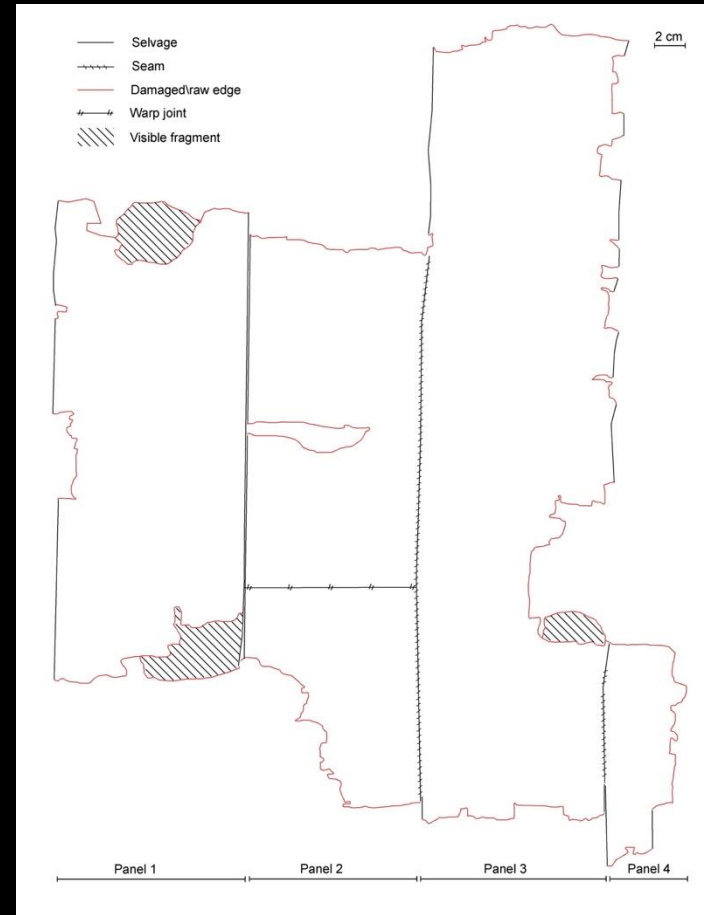 Selvage
2 cm
Seam
Damaged\raw edge
Warp joint
Visible fragment
Panel 1
Panel 2
Panel 3
Panel 4